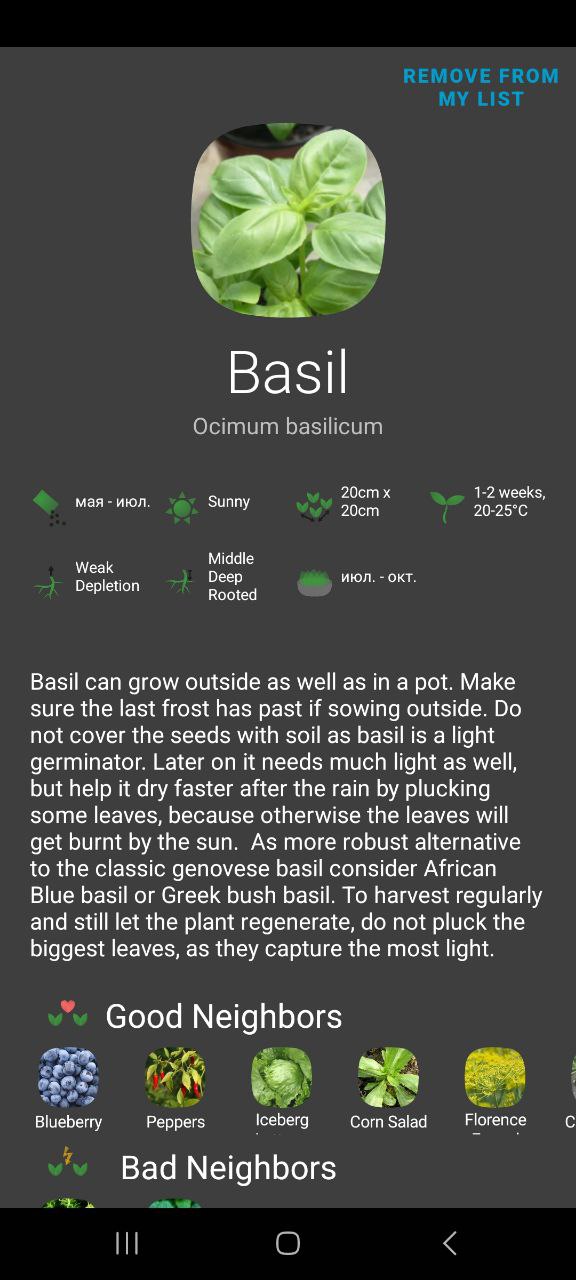 REMOVE FROM
MY LIST
Basil
Ocimum basilicum
мая - июл.
Sunny
20cm x
20cm
1-2 weeks,
20-25°C
Weak
Depletion
Middle
Deep
Rooted
июл. - окт.
Basil can grow outside as well as in a pot. Make
sure the last frost has past if sowing outside. Do
not cover the seeds with soil as basil is a light
germinator. Later on it needs much light as well,
but help it dry faster after the rain by plucking
some leaves, because otherwise the leaves will
get burnt by the sun.  As more robust alternative
to the classic genovese basil consider African
Blue basil or Greek bush basil. To harvest regularly
and still let the plant regenerate, do not pluck the
biggest leaves, as they capture the most light.
Good Neighbors
Blueberry
Peppers
Iceberg
Corn Salad
Florence
Bad Neighbors